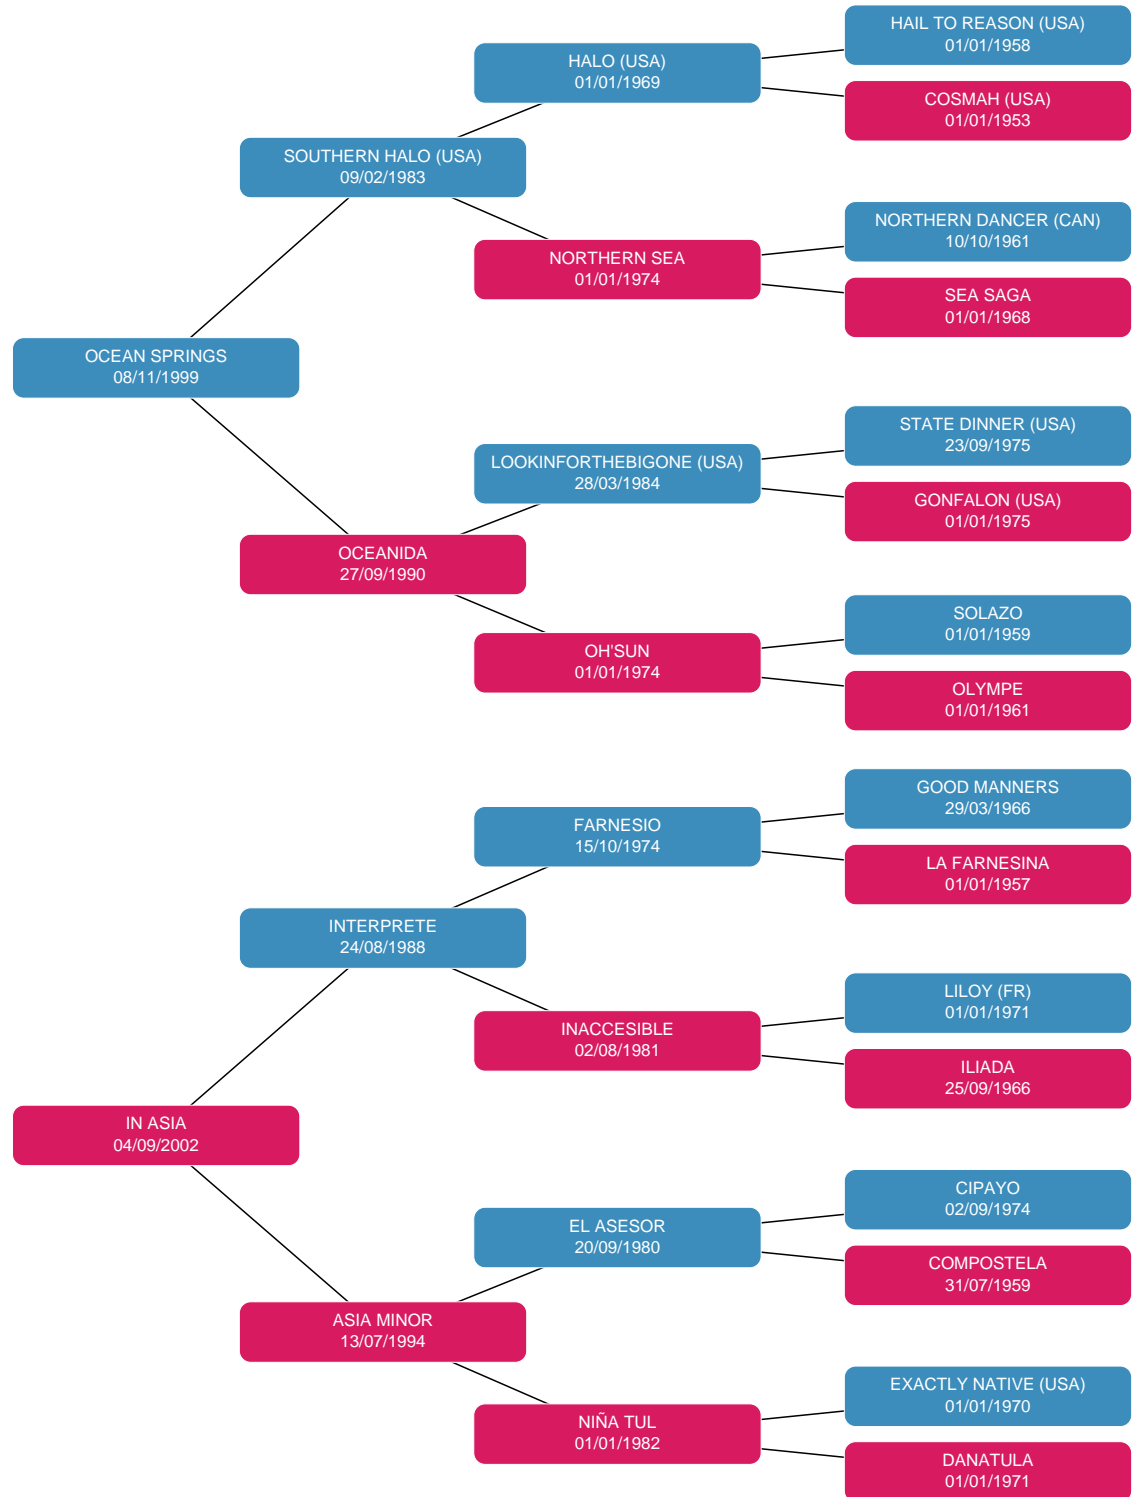 HAIL TO REASON (USA)
01/01/1958
HALO (USA)
01/01/1969
COSMAH (USA)
01/01/1953
SOUTHERN HALO (USA)
09/02/1983
NORTHERN DANCER (CAN)
10/10/1961
NORTHERN SEA
01/01/1974
SEA SAGA
01/01/1968
OCEAN SPRINGS
08/11/1999
STATE DINNER (USA)
23/09/1975
LOOKINFORTHEBIGONE (USA)
28/03/1984
GONFALON (USA)
01/01/1975
OCEANIDA
27/09/1990
SOLAZO
01/01/1959
OH'SUN
01/01/1974
OLYMPE
01/01/1961
GOOD MANNERS
29/03/1966
FARNESIO
15/10/1974
LA FARNESINA
01/01/1957
INTERPRETE
24/08/1988
LILOY (FR)
01/01/1971
INACCESIBLE
02/08/1981
ILIADA
25/09/1966
IN ASIA
04/09/2002
CIPAYO
02/09/1974
EL ASESOR
20/09/1980
COMPOSTELA
31/07/1959
ASIA MINOR
13/07/1994
EXACTLY NATIVE (USA)
01/01/1970
NIÑA TUL
01/01/1982
DANATULA
01/01/1971